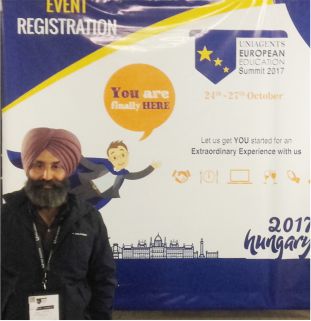 EVENT
REGISTRATION
UNIAGENTS
EUROPEAN
EDUCATION
Summit 2017
24th - 27th October
You are
finally HERE
Let us get YOU started for an
Extraordinary Experience with us
2017
hungary